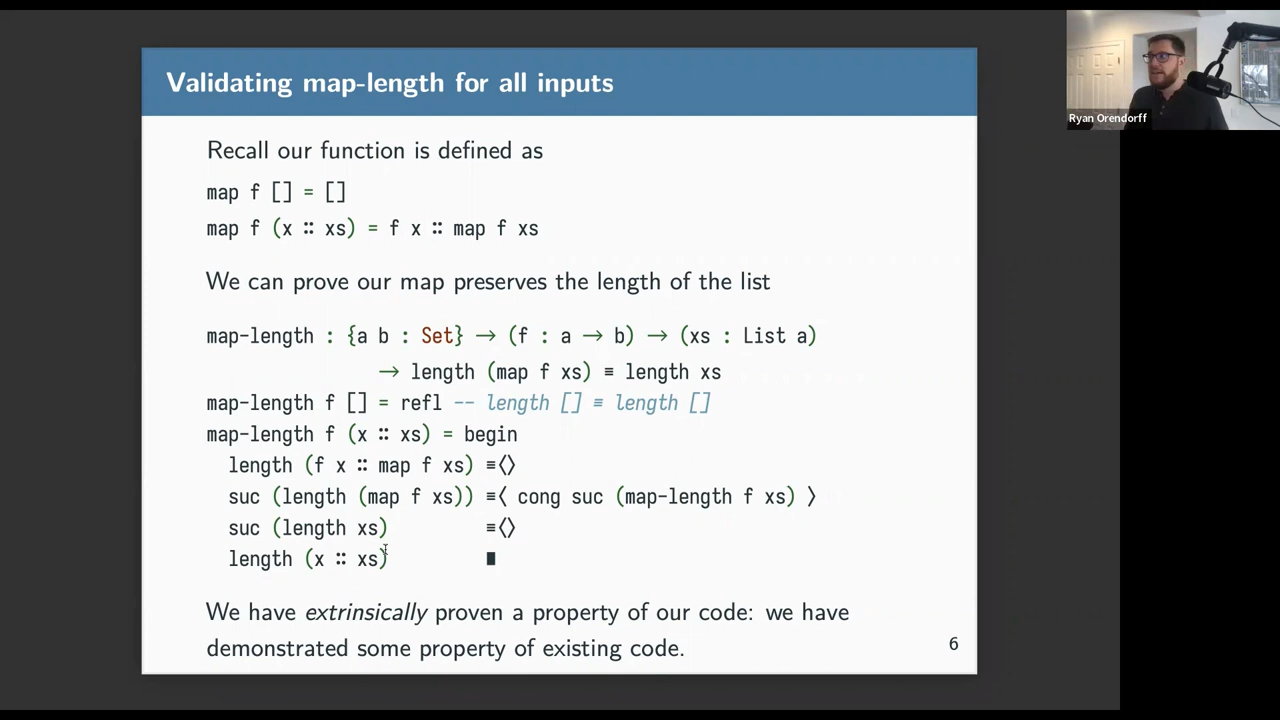 Validating map-length for all inputs
Ryan Orendorff
Recall our function is defined as
map f [] = []
map f (x ∷ xs) = f x ∷ map f xs
We can prove our map preserves the length of the list
map-length : {a b : Set} → (f : a → b) → (xs : List a)
→ length (map f xs) ≡ length xs
map-length f [] = refl -- length [] ≡ length []
map-length f (x ∷ xs) = begin
length (f x ∷ map f xs) ≡⟨⟩
suc (length (map f xs)) ≡⟨ cong suc (map-length f xs) ⟩
suc (length xs) ≡⟨⟩
length (x ∷ xs) ∎
We have extrinsically proven a property of our code: we have
demonstrated some property of existing code.
6